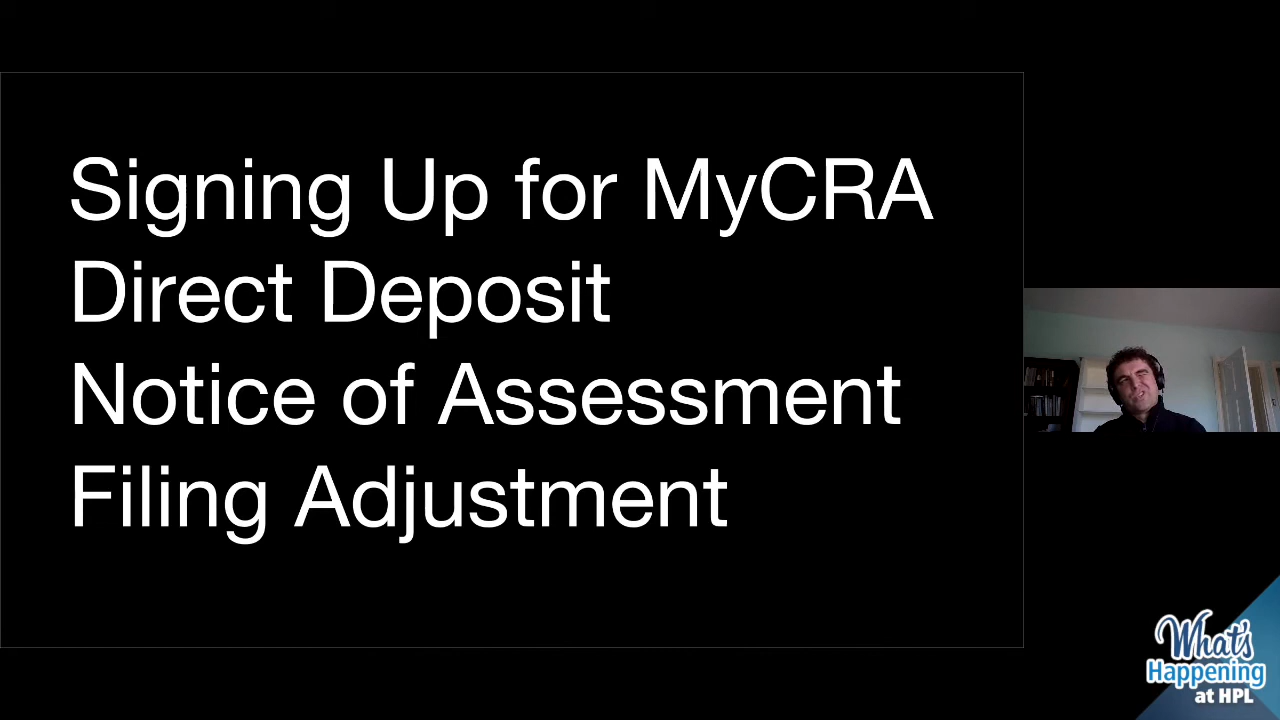 Signing Up for MyCRA
Direct Deposit
Notice of Assessment
Filing Adjustment
What's
Happening
at HPL